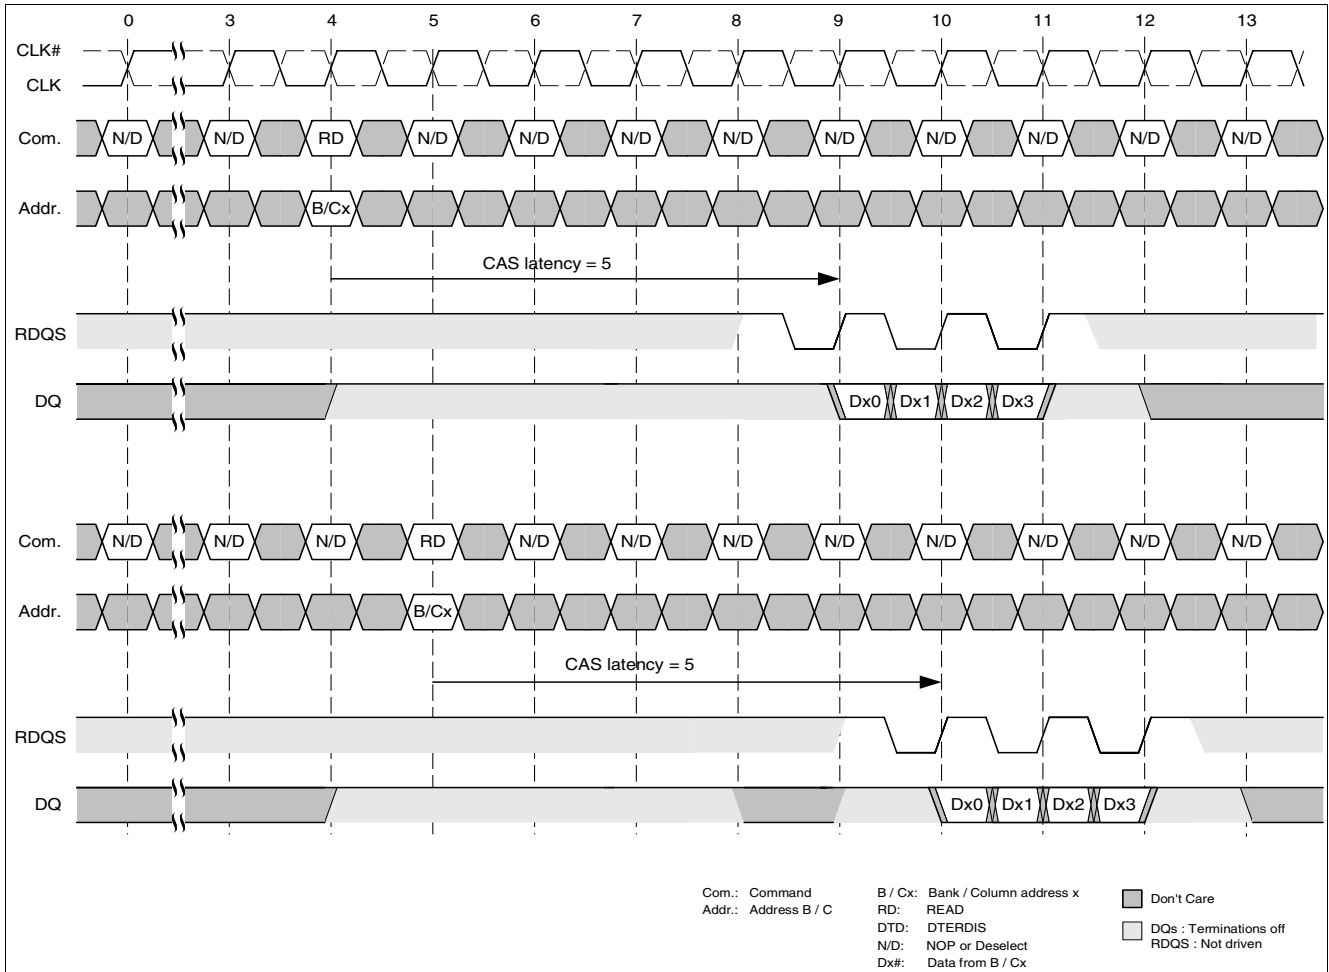 0 3 4 5 6 7 8 9 10 11 12 13
CLK#
CLK
Com. N/D N/D RD N/D N/D N/D N/D N/D N/D N/D N/D N/D
Addr. B/Cx
CAS latency = 5
RDQS
DQ Dx0 Dx1 Dx2 Dx3
Com. N/D N/D N/D RD N/D N/D N/D N/D N/D N/D N/D N/D
Addr. B/Cx
CAS latency = 5
RDQS
DQ Dx0 Dx1 Dx2 Dx3
Com.: Command
Addr.: Address B / C
B / Cx: Bank / Column address x
RD: READ
DTD: DTERDIS
N/D: NOP or Deselect
Dx#: Data from B / Cx
Don't Care
DQs : Terminations off
RDQS : Not driven